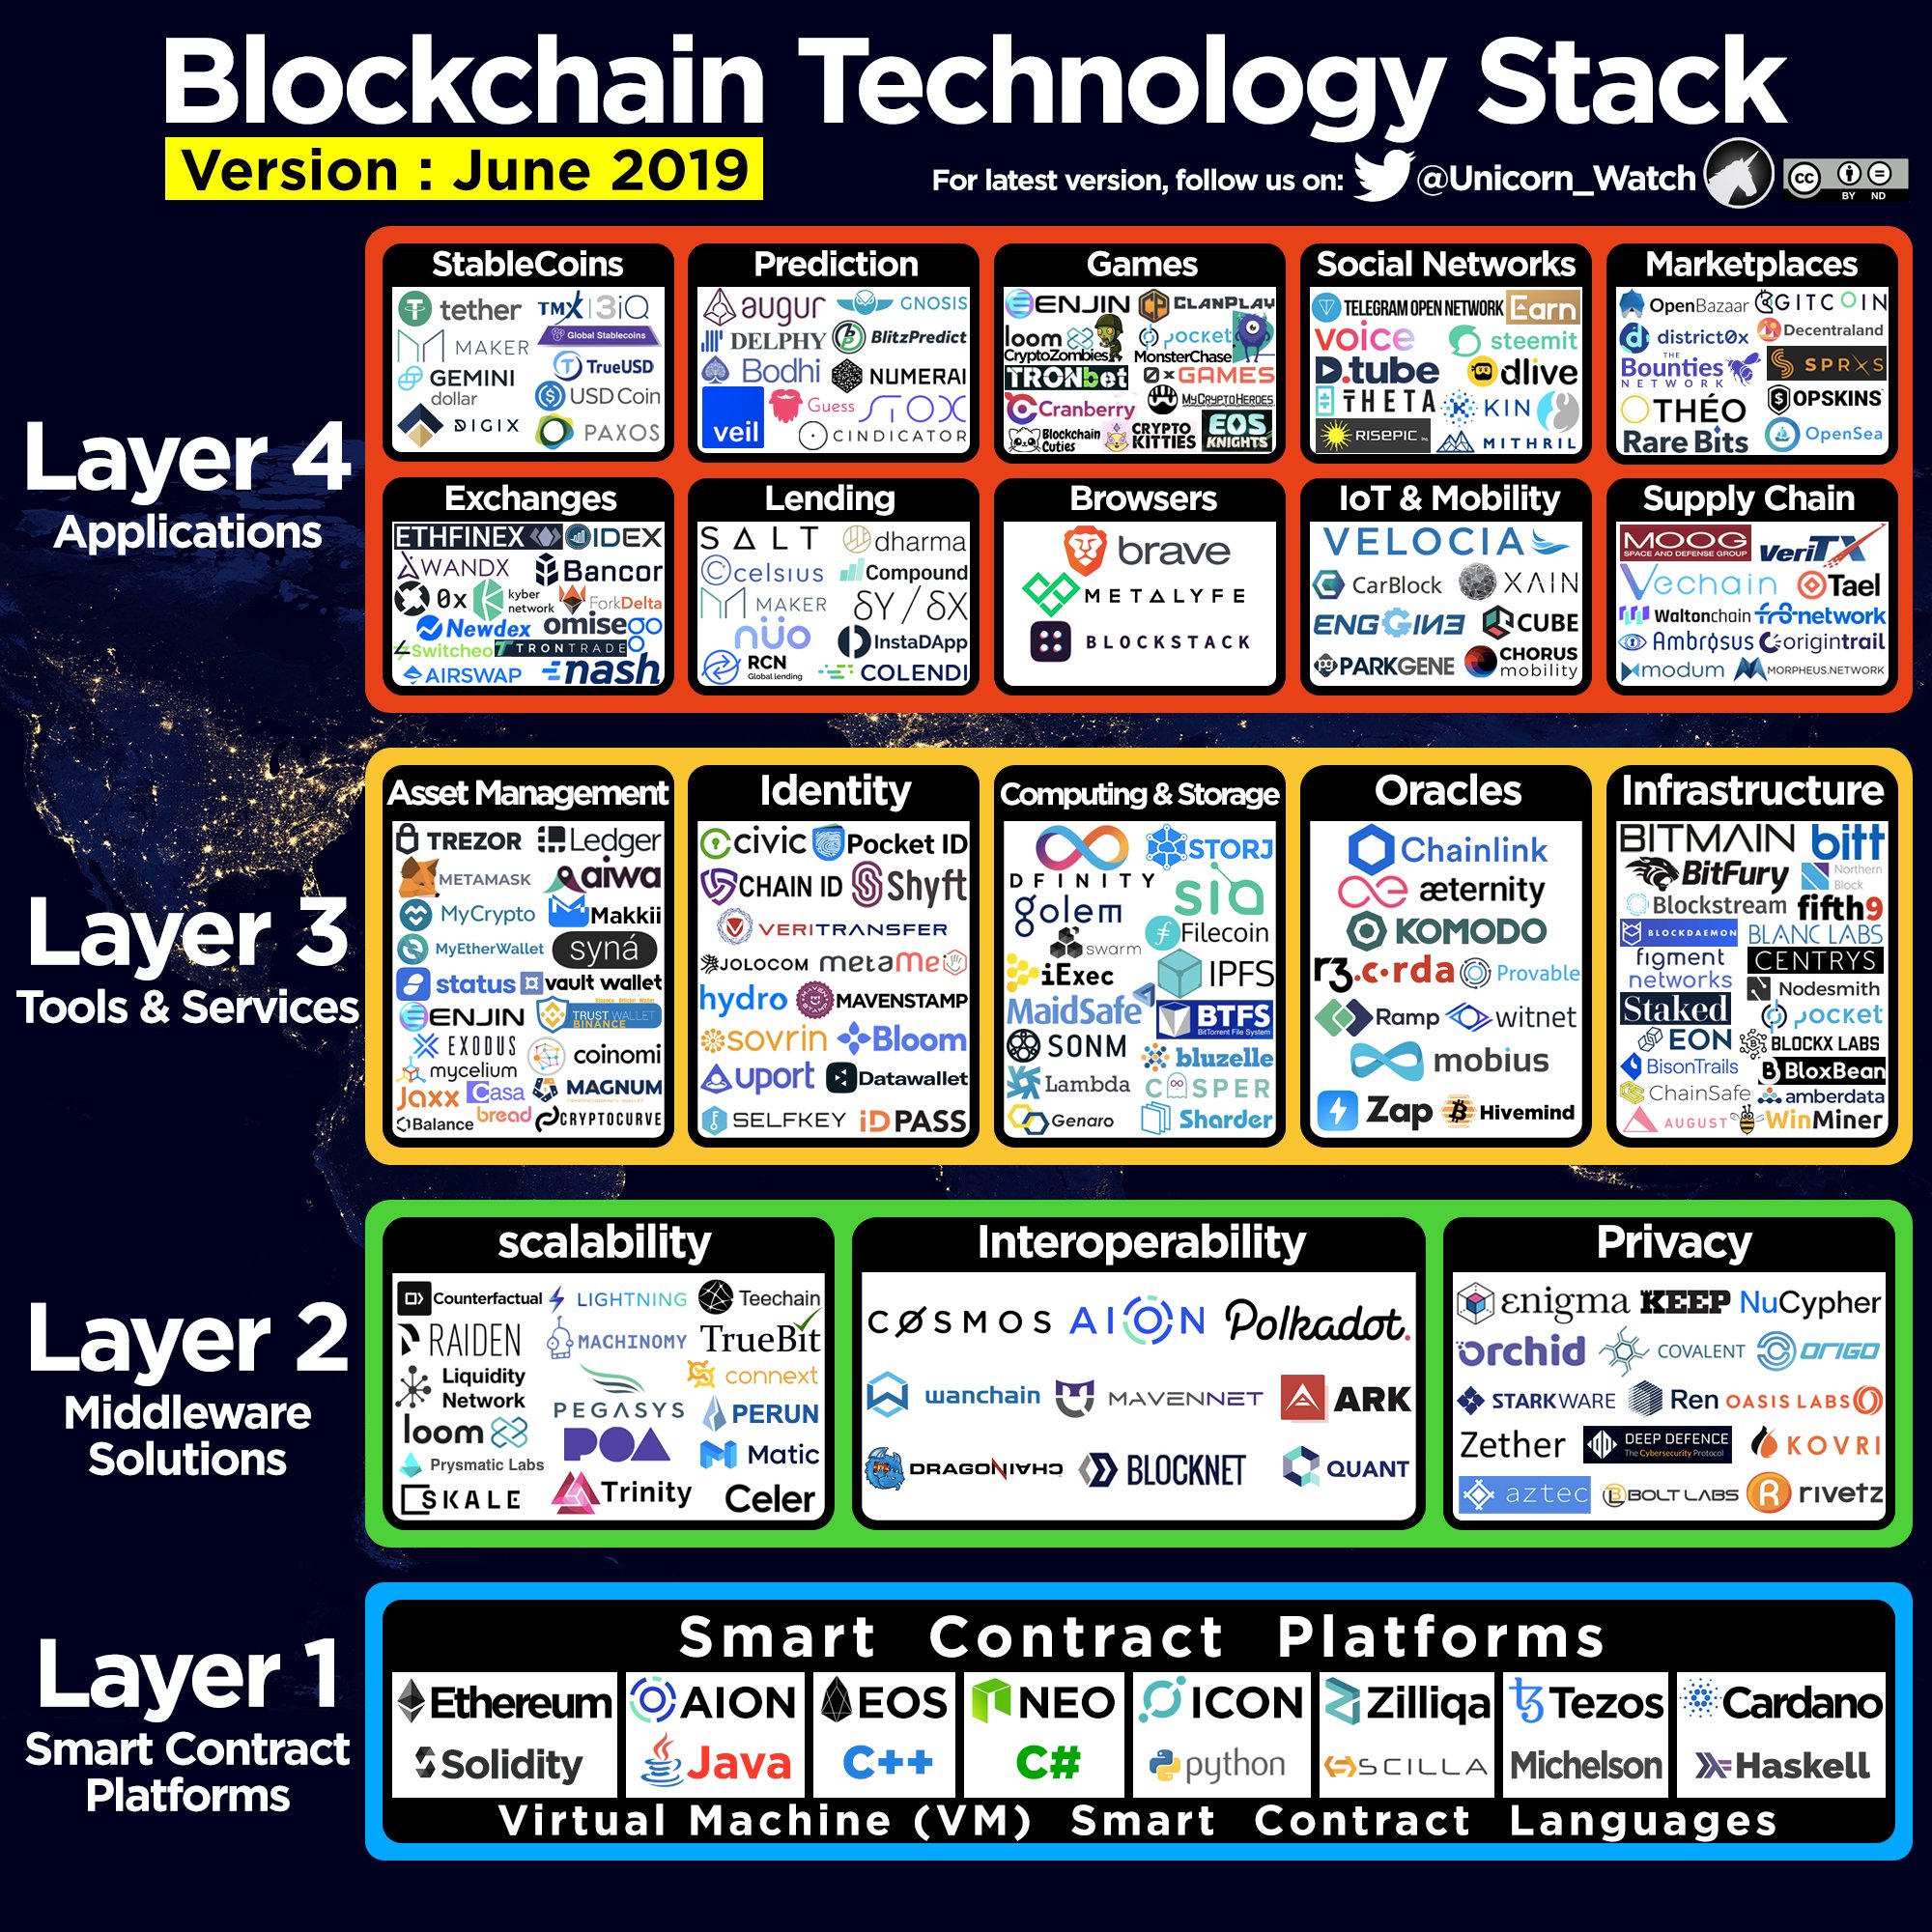 Blockchain Technology Stack
Version : June 2019
For latest version, follow us on: @Unicorn_Watch
cc BY ND
Layer 4
Applications
StableCoins
tether TMX 3iQ
Global Stablecoins
MAKER
TrueUSD
GEMINI dollar
USD Coin
DIGIX PAXOS
Prediction
augur GNOSIS
DELPHY BlitzPredict
Bodhi NUMERAI
veil Guess STOX
CINDICATOR
Games
ENJIN CLANPLAY
loom pocket
CryptoZombies MonsterChase
TRONbet 0xGAMES
Cranberry MYCRYPTOHEROES
Blockchain Cuties CRYPTO KITTIES EOS KNIGHTS
Social Networks
TELEGRAM OPEN NETWORK Earn
voice steemit
D.tube dlive
THETA KIN
RISEPIC MITHRIL
Marketplaces
OpenBazaar GITCOIN
district0x Decentraland
THE Bounties NETWORK SPRXS
THÉO OPSKINS
Rare Bits OpenSea
Exchanges
ETHFINEX IDEX
WANDX Bancor
0x kyber network ForkDelta
Newdex omisego
Switcheo TRONTRADE
AIRSWAP nash
Lending
SALT dharma
celsius Compound
MAKER δY/δX
nüo InstaDApp
RCN Global lending COLENDI
Browsers
brave
METALYFE
BLOCKSTACK
IoT & Mobility
VELOCIA
CarBlock XAIN
ENGGINE CUBE
PARKGENE CHORUS mobility
Supply Chain
MOOG SPACE AND DEFENSE GROUP VeriTX
Vechain Tael
Waltonchain fr8network
Ambrosus origintrail
modum MORPHEUS.NETWORK
Layer 3
Tools & Services
Asset Management
TREZOR Ledger
METAMASK aiwa
MyCrypto Makkii
MyEtherWallet syná
status vault wallet
ENJIN TRUST WALLET BINANCE
EXODUS coinomi
mycelium
Jaxx Casa MAGNUM
Balance bread CRYPTOCURVE
Identity
civic Pocket ID
CHAIN ID Shyft
VERITRANSFER
JOLOCOM metaMe
hydro MAVENSTAMP
sovrin Bloom
uport Datawallet
SELFKEY iDPASS
Computing & Storage
DFINITY STORJ
golem sia
swarm Filecoin
iExec IPFS
MaidSafe BTFS BitTorrent File System
SONM bluzelle
Lambda CASPER
Genaro Sharder
Oracles
Chainlink
æternity
KOMODO
r3.c•rda Provable
Ramp witnet
mobius
Zap Hivemind
Infrastructure
BITMAIN bitt
BitFury Northern Block
Blockstream fifth9
BLOCKDAEMON BLANC LABS
figment networks CENTRYS
Nodesmith
Staked pocket
EON BLOCKX LABS
BisonTrails BloxBean
ChainSafe amberdata
AUGUST WinMiner
Layer 2
Middleware
Solutions
scalability
Counterfactual LIGHTNING Teechain
RAIDEN MACHINOMY TrueBit
Liquidity Network connext
PEGASYS PERUN
loom POA Matic
Prysmatic Labs
SKALE Trinity Celer
Interoperability
CØSMOS AION Polkadot.
wanchain MAVENNET ARK
DRAGONCHAIN BLOCKNET QUANT
Privacy
enigma KEEP NuCypher
Orchid COVALENT ORIGO
STARKWARE Ren OASIS LABS
Zether DEEP DEFENCE The Cybersecurity Protocol KOVRI
aztec BOLT LABS rivetz
Layer 1
Smart Contract
Platforms
Smart Contract Platforms
Ethereum AION EOS NEO ICON Zilliqa Tezos Cardano
Solidity Java C++ C# python SCILLA Michelson Haskell
Virtual Machine (VM) Smart Contract Languages